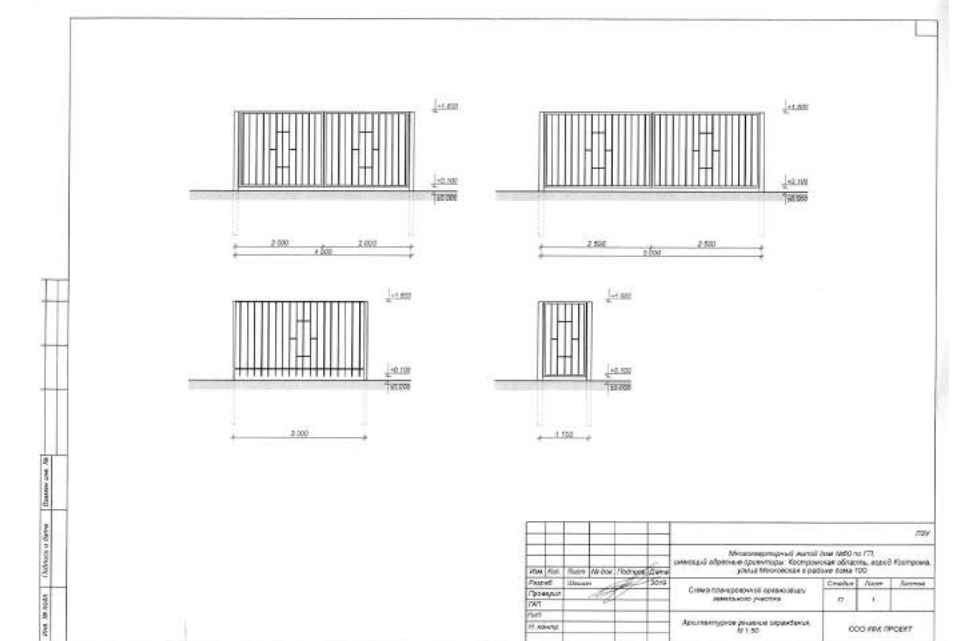 +1.800
+0.100
±0.000
2 000
2 000
4 000
+1.800
+0.100
±0.000
2 500
2 500
5 000
+1.800
+0.100
±0.000
3 000
+1.800
+0.100
±0.000
1 100
Взамен инв. №
Подпись и дата
Инв. № подл.
ПЗУ
Многоквартирный жилой дом №60 по ГП,
имеющий адресные ориентиры: Костромская область, город Кострома,
улица Московская в районе дома 100
Изм. Кол. Лист № док. Подпись Дата
Разраб. 2019
Проверил
ГАП
ГИП
Н. контр.
Схема планировочной организации
земельного участка
Стадия Лист Листов
П 1
Архитектурное решение ограждения.
М 1:50
ООО ПРОЕКТ